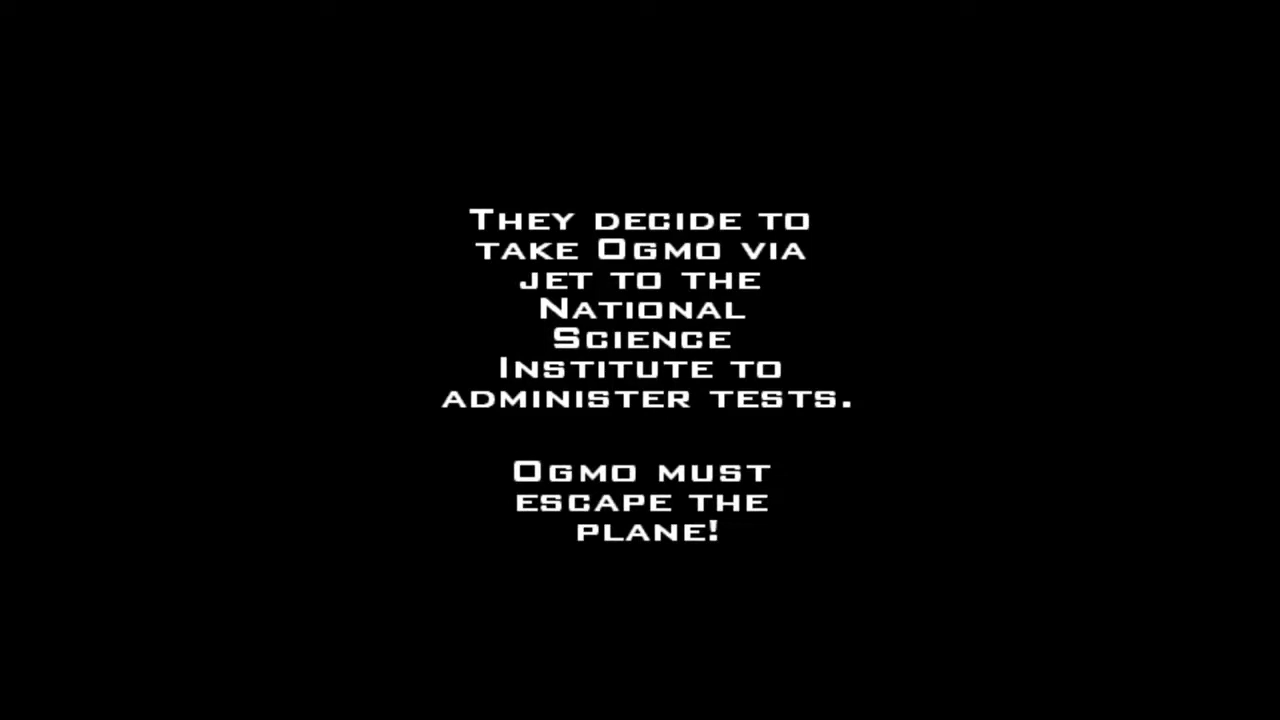 They decide to
take Ogmo via
jet to the
National
Science
Institute to
administer tests.
Ogmo must
escape the
plane!